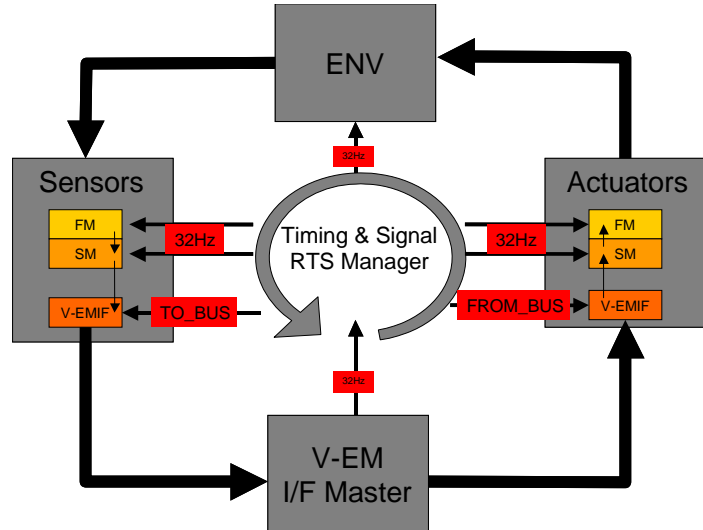 ENV
32Hz
Sensors
FM
SM
V-EMIF
32Hz
TO_BUS
Timing & Signal
RTS Manager
Actuators
FM
SM
V-EMIF
32Hz
FROM_BUS
32Hz
V-EM
I/F Master